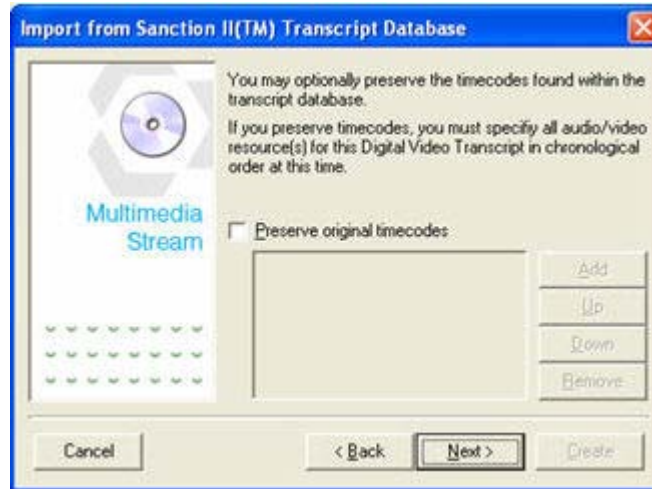 Import from Sanction II(TM) Transcript Database
You may optionally preserve the timecodes found within the
transcript database.
If you preserve timecodes, you must specifiy all audio/video
resource(s) for this Digital Video Transcript in chronological
order at this time.
Multimedia
Stream
Preserve original timecodes
Add
Up
Down
Remove
Cancel
< Back
Next >
Create